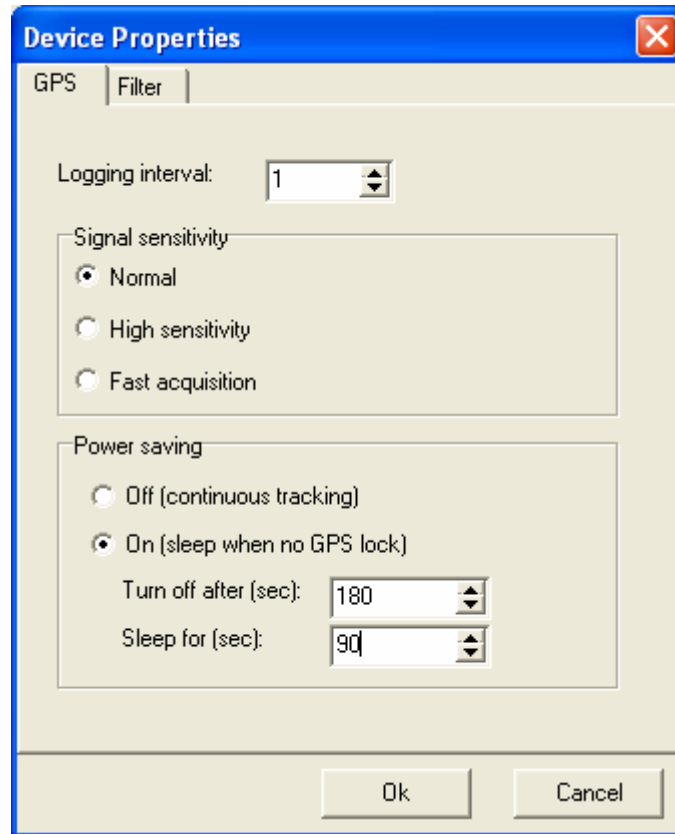 Device Properties
GPS Filter
Logging interval: 1
Signal sensitivity
Normal
High sensitivity
Fast acquisition
Power saving
Off (continuous tracking)
On (sleep when no GPS lock)
Turn off after (sec): 180
Sleep for (sec): 90
Ok Cancel